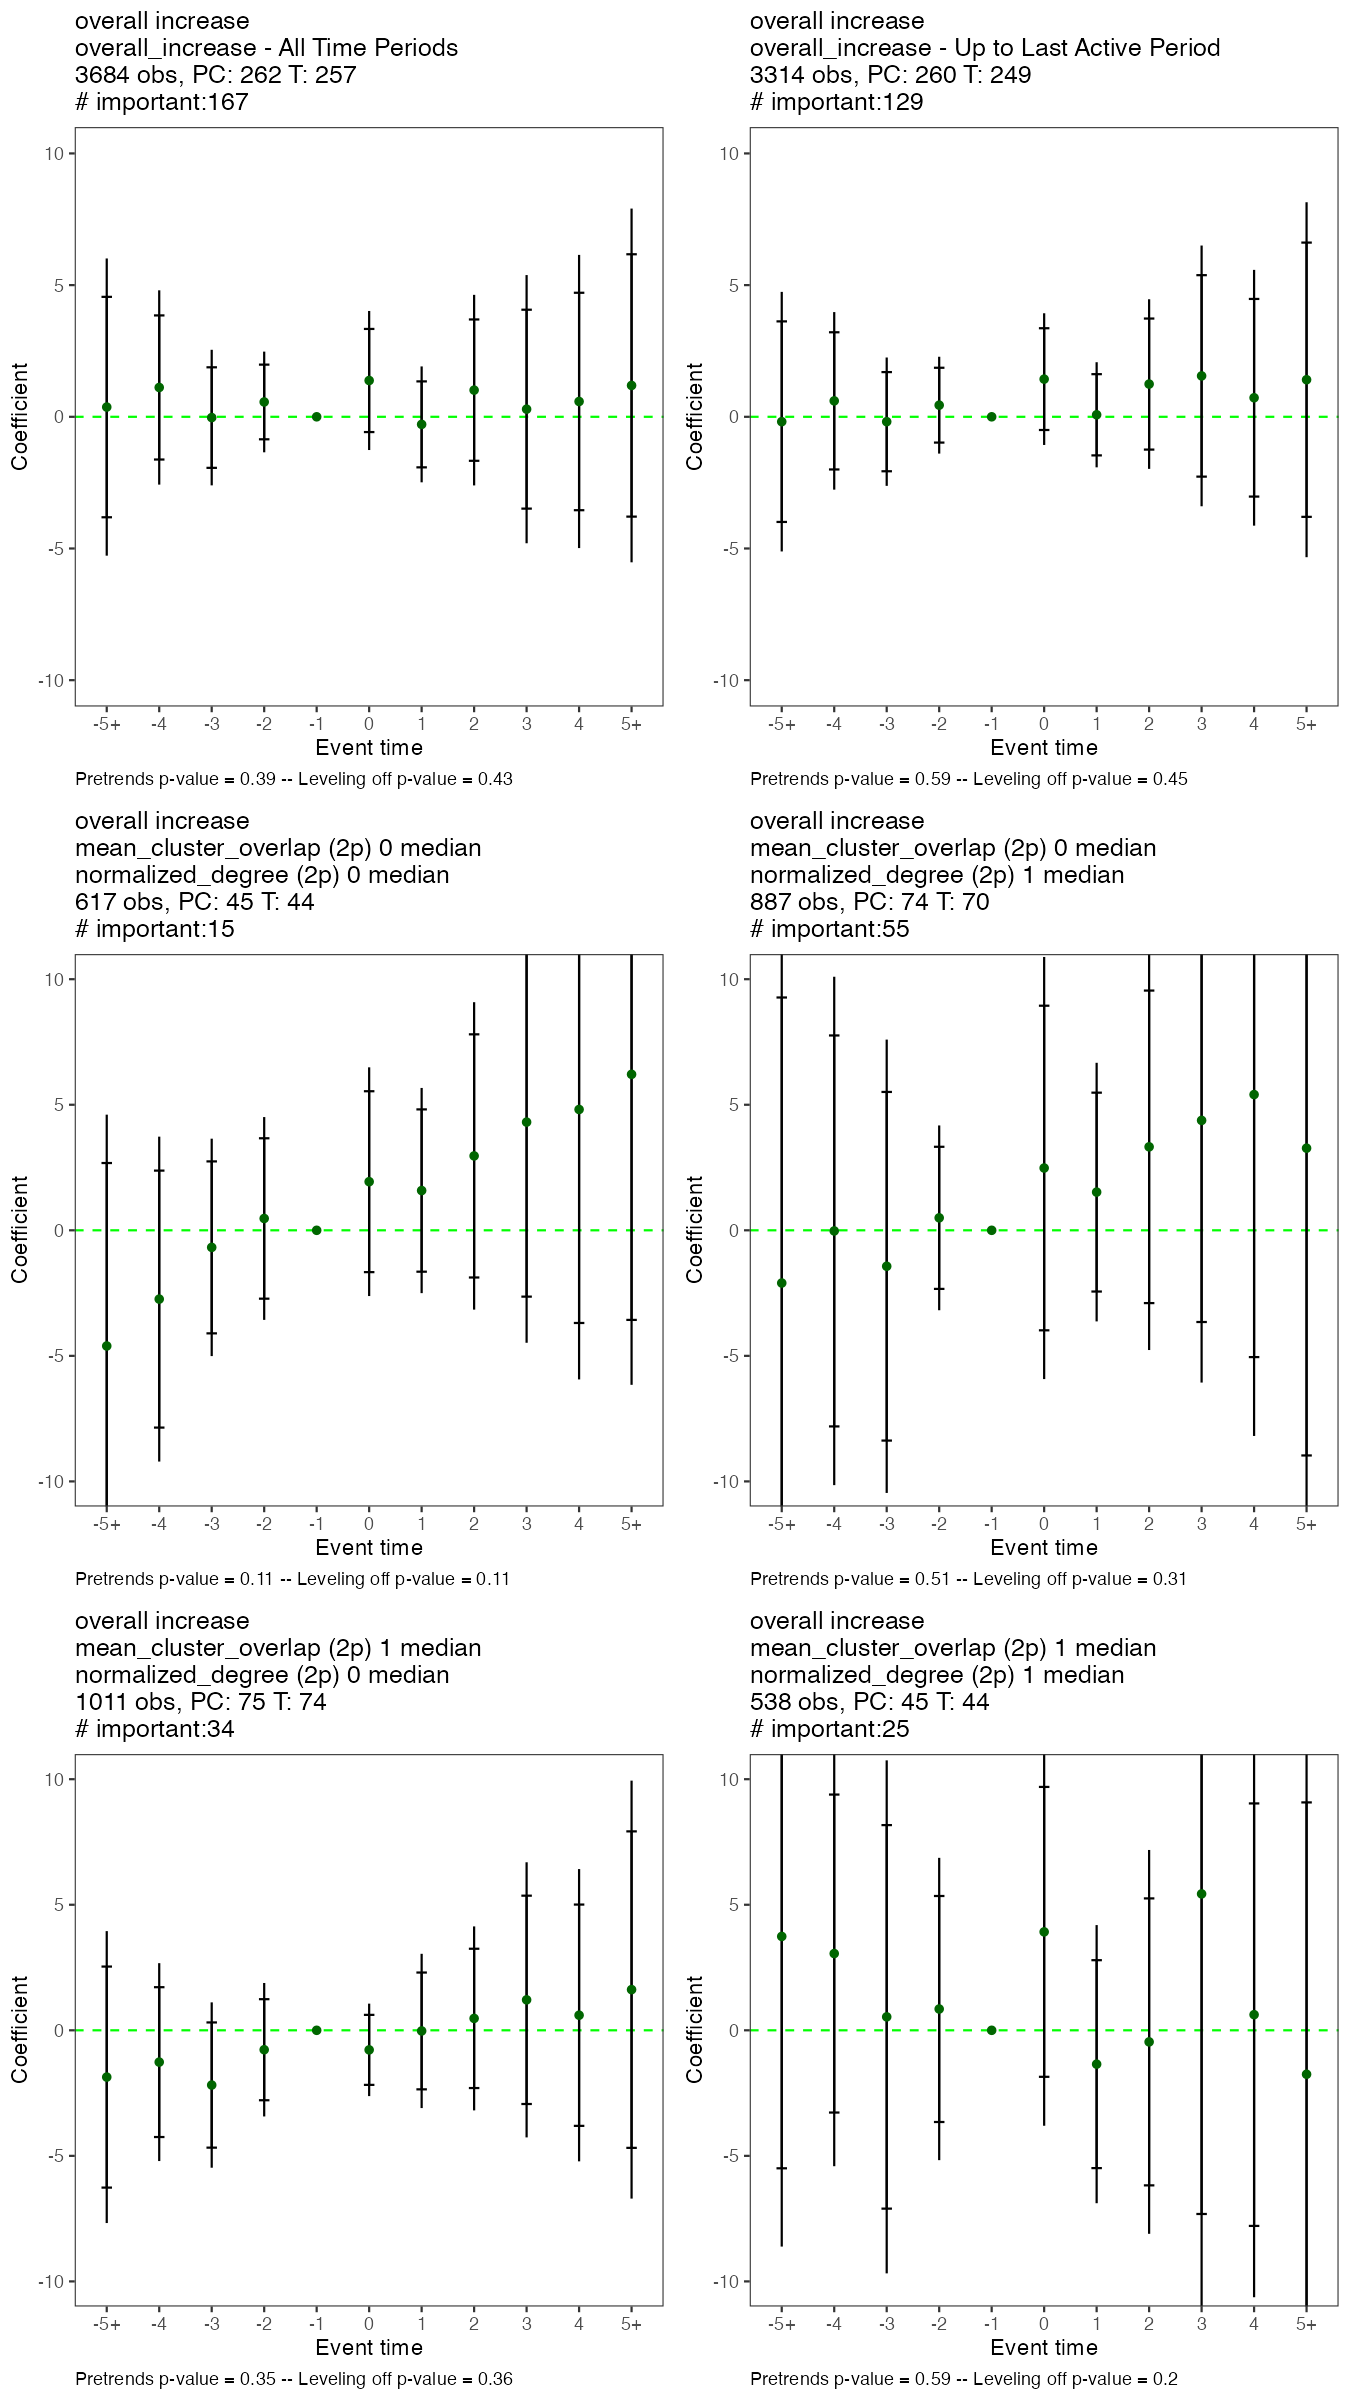 overall increase
overall_increase - All Time Periods
3684 obs, PC: 262 T: 257
# important:167
10
5
0
-5
-10
Coefficient
-5+ -4 -3 -2 -1 0 1 2 3 4 5+
Event time
Pretrends p-value = 0.39 -- Leveling off p-value = 0.43
overall increase
overall_increase - Up to Last Active Period
3314 obs, PC: 260 T: 249
# important:129
10
5
0
-5
-10
Coefficient
-5+ -4 -3 -2 -1 0 1 2 3 4 5+
Event time
Pretrends p-value = 0.59 -- Leveling off p-value = 0.45
overall increase
mean_cluster_overlap (2p) 0 median
normalized_degree (2p) 0 median
617 obs, PC: 45 T: 44
# important:15
10
5
0
-5
-10
Coefficient
-5+ -4 -3 -2 -1 0 1 2 3 4 5+
Event time
Pretrends p-value = 0.11 -- Leveling off p-value = 0.11
overall increase
mean_cluster_overlap (2p) 0 median
normalized_degree (2p) 1 median
887 obs, PC: 74 T: 70
# important:55
10
5
0
-5
-10
Coefficient
-5+ -4 -3 -2 -1 0 1 2 3 4 5+
Event time
Pretrends p-value = 0.51 -- Leveling off p-value = 0.31
overall increase
mean_cluster_overlap (2p) 1 median
normalized_degree (2p) 0 median
1011 obs, PC: 75 T: 74
# important:34
10
5
0
-5
-10
Coefficient
-5+ -4 -3 -2 -1 0 1 2 3 4 5+
Event time
Pretrends p-value = 0.35 -- Leveling off p-value = 0.36
overall increase
mean_cluster_overlap (2p) 1 median
normalized_degree (2p) 1 median
538 obs, PC: 45 T: 44
# important:25
10
5
0
-5
-10
Coefficient
-5+ -4 -3 -2 -1 0 1 2 3 4 5+
Event time
Pretrends p-value = 0.59 -- Leveling off p-value = 0.2